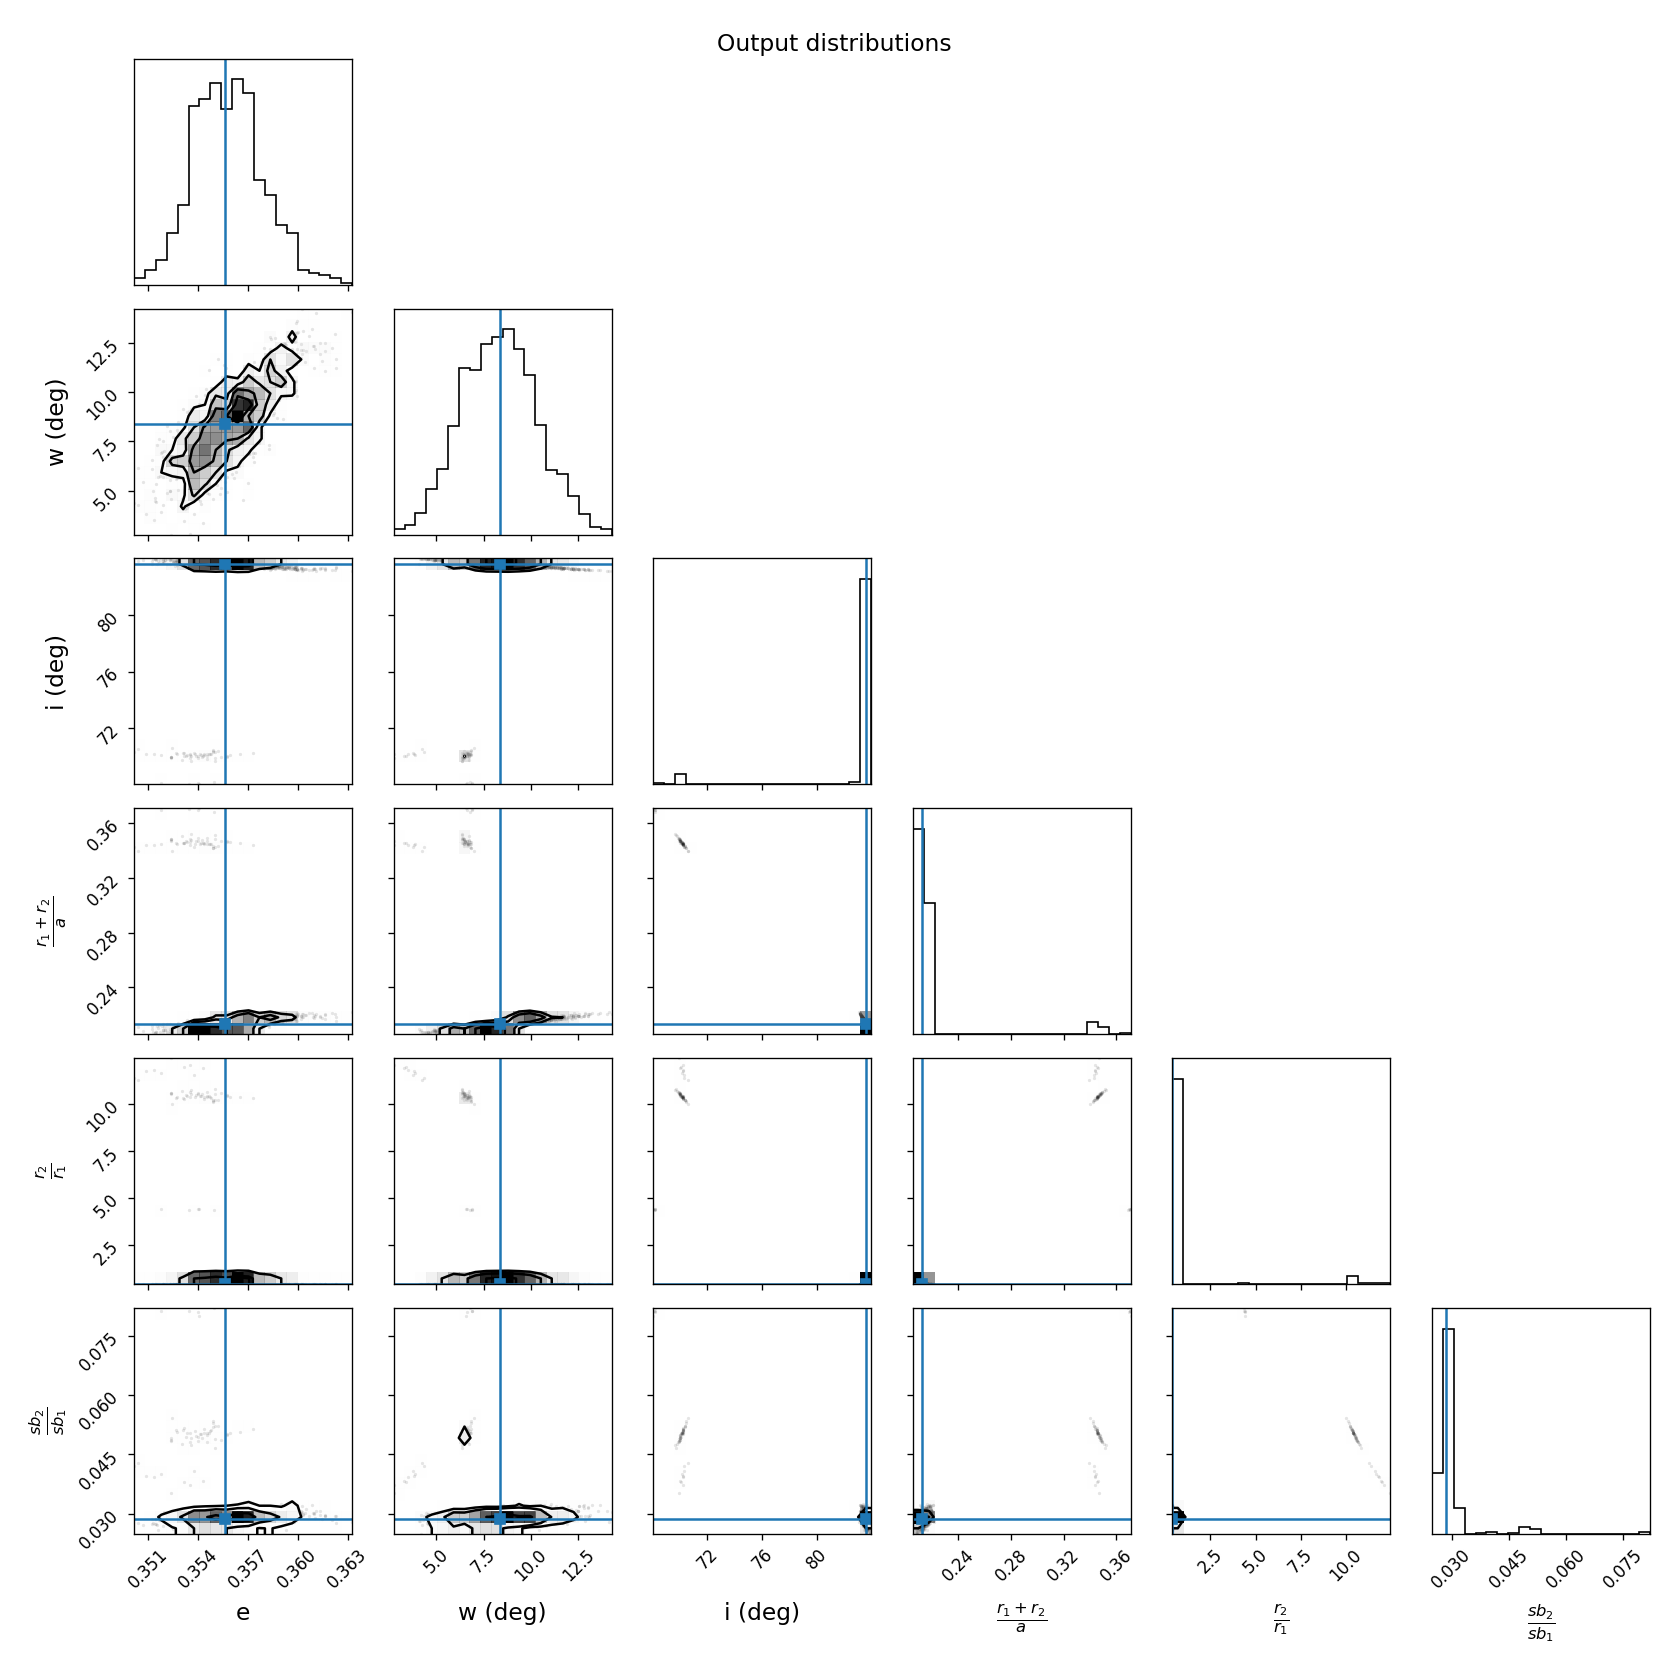 Output distributions
w (deg)
12.5
10.0
7.5
5.0
i (deg)
80
76
72
r₁ + r₂
a
0.36
0.32
0.28
0.24
r₂
r₁
10.0
7.5
5.0
2.5
sb₂
sb₁
0.075
0.060
0.045
0.030
0.351 0.354 0.357 0.360 0.363 5.0 7.5 10.0 12.5 72 76 80 0.24 0.28 0.32 0.36 2.5 5.0 7.5 10.0 0.030 0.045 0.060 0.075
e w (deg) i (deg) r₁ + r₂ r₂ sb₂
a r₁ sb₁